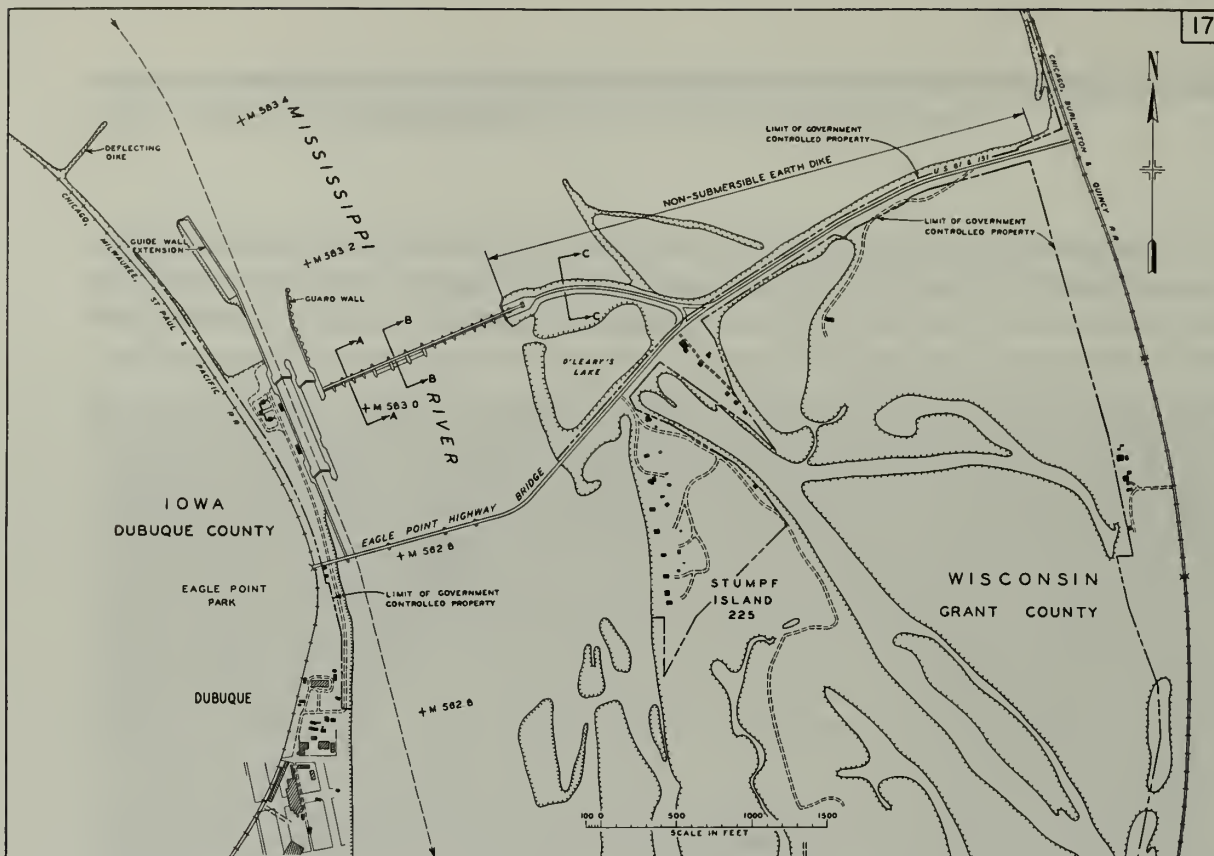 17
N
CHICAGO, BURLINGTON & QUINCY R.R.
+M 583 4
MISSISSIPPI
DEFLECTING
DIKE
CHICAGO, MILWAUKEE, ST PAUL & PACIFIC R R
LIMIT OF GOVERNMENT
CONTROLLED PROPERTY
NON-SUBMERSIBLE EARTH DIKE
U S 61 & 151
LIMIT OF GOVERNMENT
CONTROLLED PROPERTY
GUIDE WALL
EXTENSION
+M 583 2
GUARD WALL
C
C
B
A
B
A
+M 583 0
RIVER
O'LEARY'S
LAKE
IOWA
DUBUQUE COUNTY
EAGLE POINT HIGHWAY BRIDGE
+M 582 8
EAGLE POINT
PARK
LIMIT OF GOVERNMENT
CONTROLLED PROPERTY
STUMPF
ISLAND
225
WISCONSIN
GRANT COUNTY
DUBUQUE
+M 582 6
100 0 500 1000 1500
SCALE IN FEET